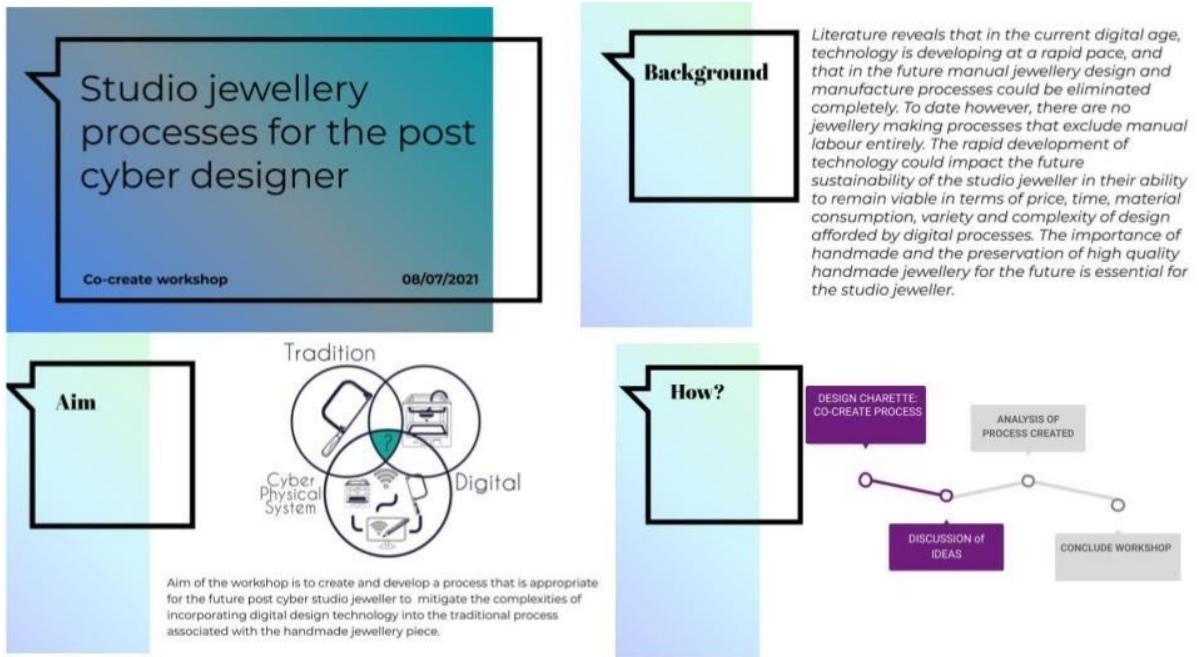 Studio jewellery
processes for the post
cyber designer
Co-create workshop 08/07/2021
Background
Literature reveals that in the current digital age,
technology is developing at a rapid pace, and
that in the future manual jewellery design and
manufacture processes could be eliminated
completely. To date however, there are no
jewellery making processes that exclude manual
labour entirely. The rapid development of
technology could impact the future
sustainability of the studio jeweller in their ability
to remain viable in terms of price, time, material
consumption, variety and complexity of design
afforded by digital processes. The importance of
handmade and the preservation of high quality
handmade jewellery for the future is essential for
the studio jeweller.
Aim
Tradition
?
Cyber
Physical
System
Digital
Aim of the workshop is to create and develop a process that is appropriate
for the future post cyber studio jeweller to mitigate the complexities of
incorporating digital design technology into the traditional process
associated with the handmade jewellery piece.
How?
DESIGN CHARETTE:
CO-CREATE PROCESS
ANALYSIS OF
PROCESS CREATED
DISCUSSION of
IDEAS
CONCLUDE WORKSHOP